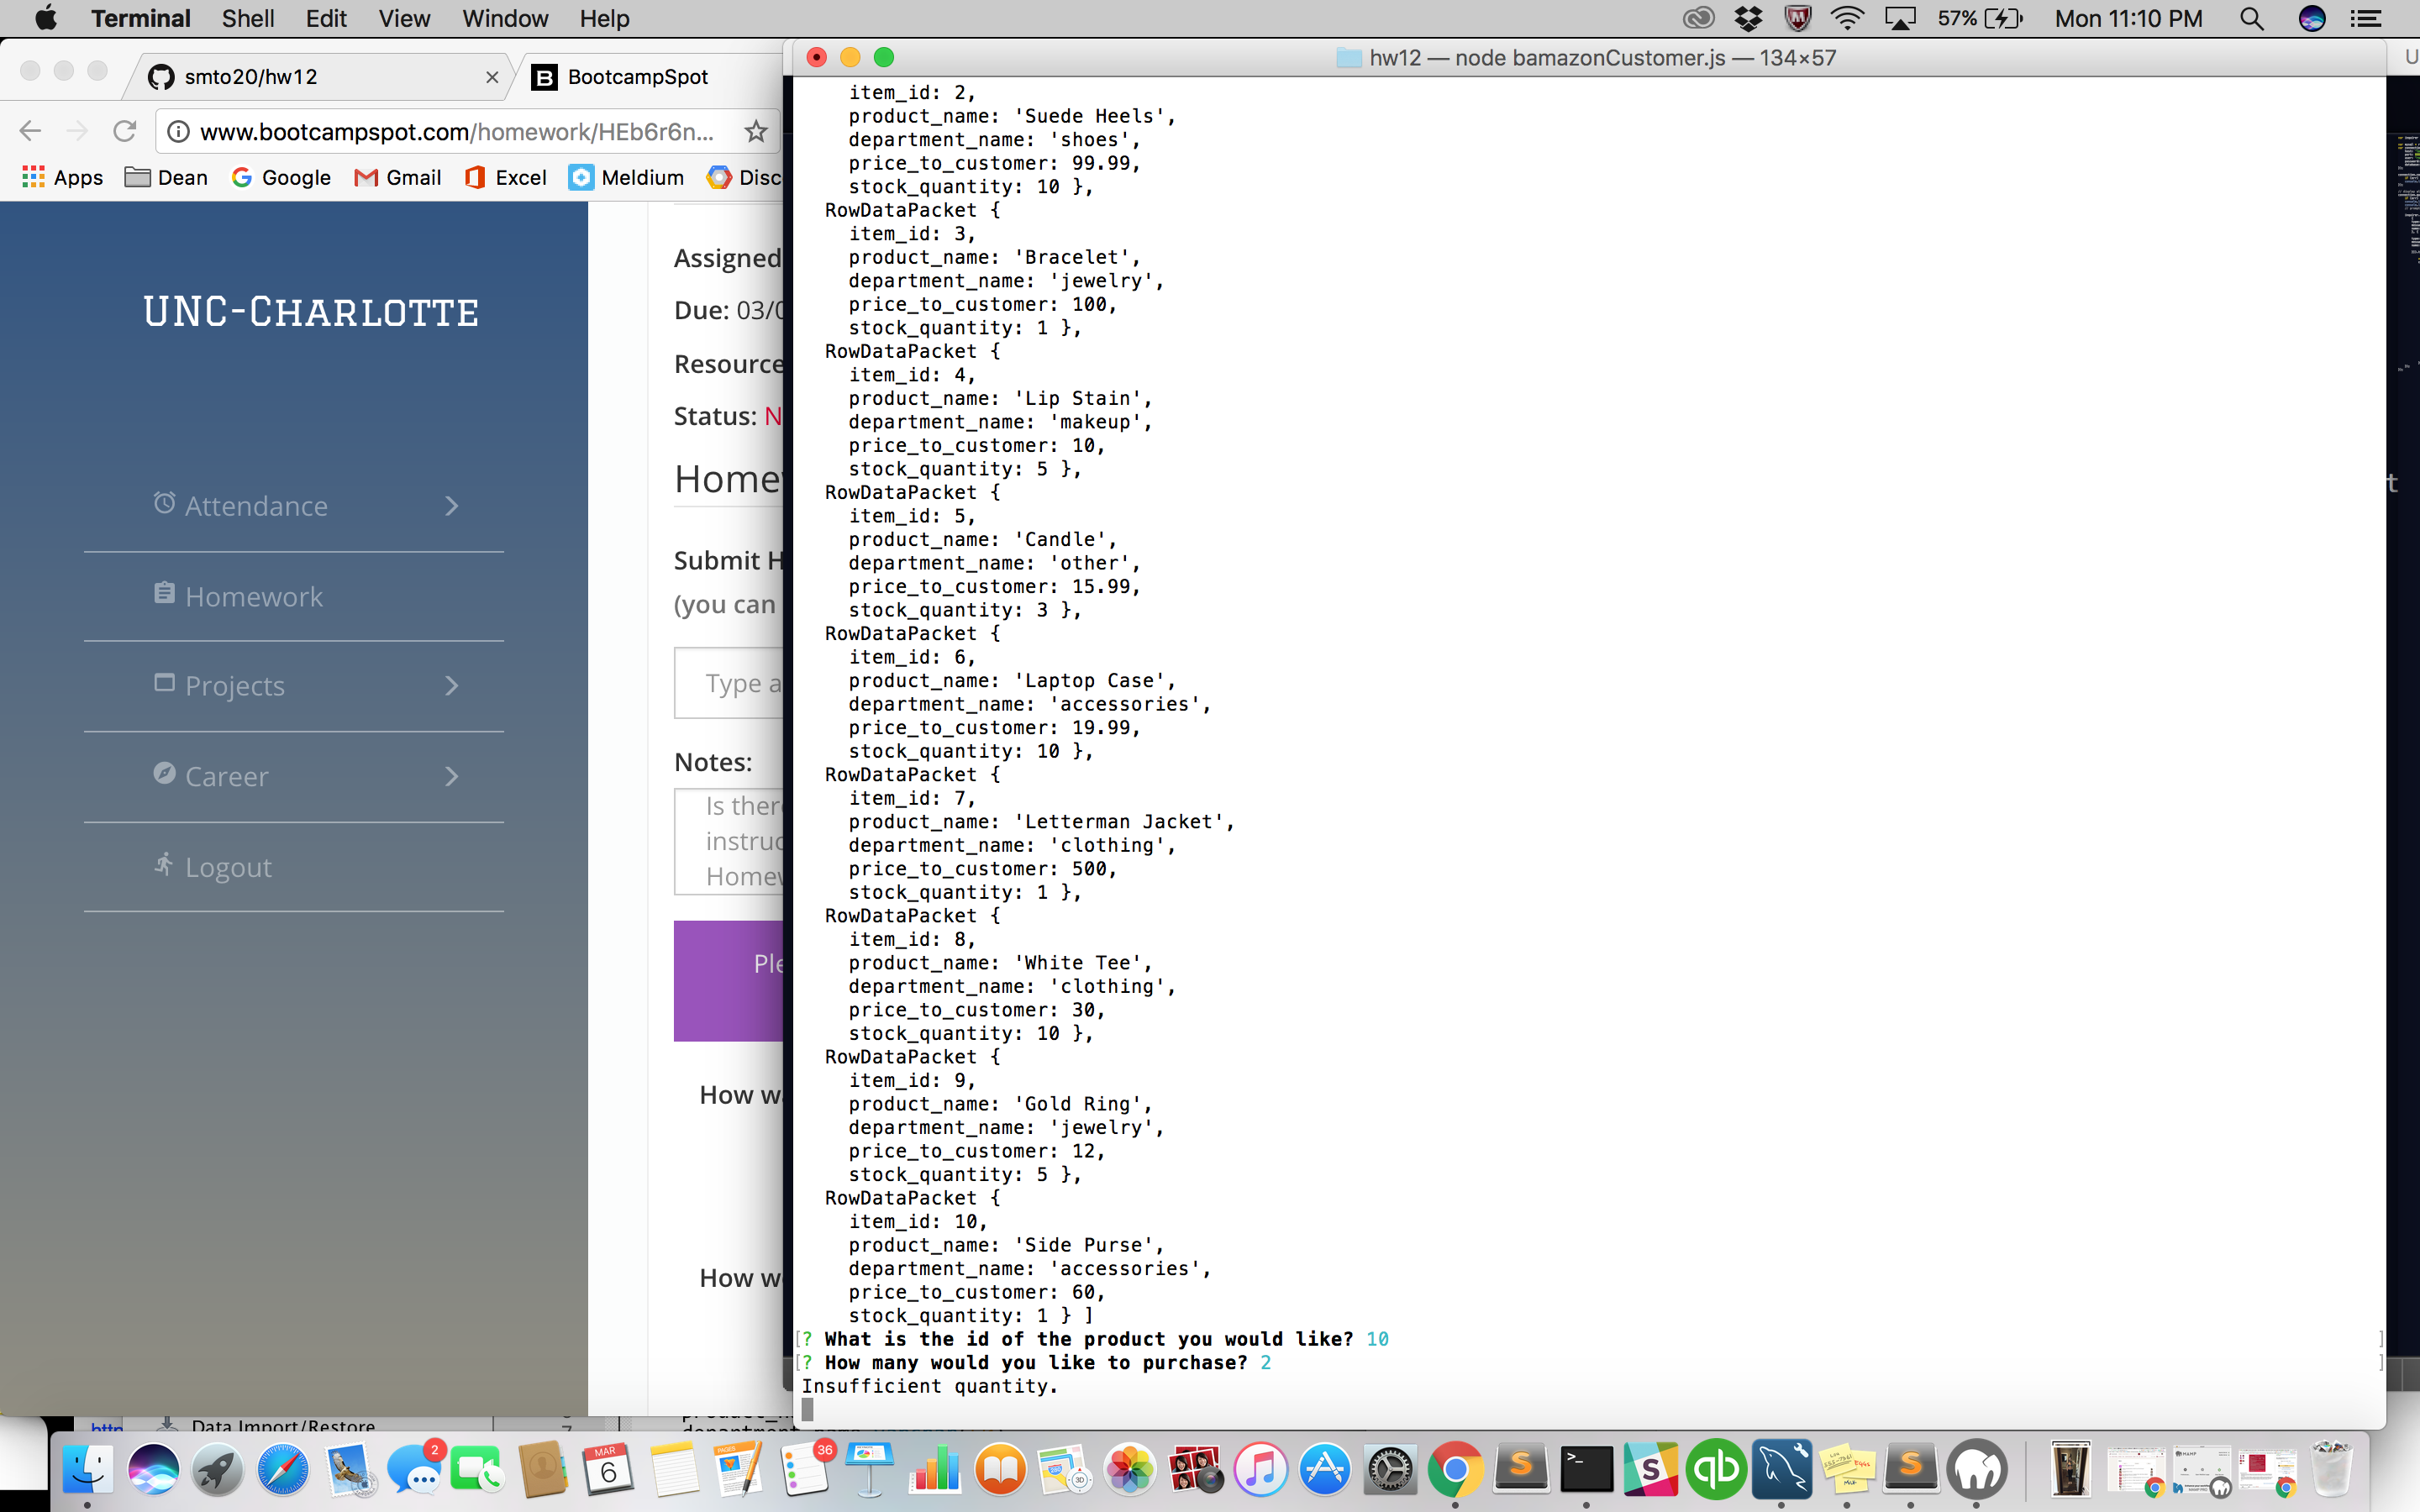 Terminal Shell Edit View Window Help 57% Mon 11:10 PM
smto20/hw12 BootcampSpot
www.bootcampspot.com/homework/HEb6r6n...
Apps Dean Google Gmail Excel Meldium Disc
UNC-Charlotte
Attendance
Homework
Projects
Career
Logout
Assigned
Due: 03/0
Resource
Status: N
Home
Submit H
(you can
Type a
Notes:
Is ther
instruc
Homew
Ple
How wa
How w
Data Import/Restore
hw12 — node bamazonCustomer.js — 134×57
item_id: 2,
product_name: 'Suede Heels',
department_name: 'shoes',
price_to_customer: 99.99,
stock_quantity: 10 },
RowDataPacket {
item_id: 3,
product_name: 'Bracelet',
department_name: 'jewelry',
price_to_customer: 100,
stock_quantity: 1 },
RowDataPacket {
item_id: 4,
product_name: 'Lip Stain',
department_name: 'makeup',
price_to_customer: 10,
stock_quantity: 5 },
RowDataPacket {
item_id: 5,
product_name: 'Candle',
department_name: 'other',
price_to_customer: 15.99,
stock_quantity: 3 },
RowDataPacket {
item_id: 6,
product_name: 'Laptop Case',
department_name: 'accessories',
price_to_customer: 19.99,
stock_quantity: 10 },
RowDataPacket {
item_id: 7,
product_name: 'Letterman Jacket',
department_name: 'clothing',
price_to_customer: 500,
stock_quantity: 1 },
RowDataPacket {
item_id: 8,
product_name: 'White Tee',
department_name: 'clothing',
price_to_customer: 30,
stock_quantity: 10 },
RowDataPacket {
item_id: 9,
product_name: 'Gold Ring',
department_name: 'jewelry',
price_to_customer: 12,
stock_quantity: 5 },
RowDataPacket {
item_id: 10,
product_name: 'Side Purse',
department_name: 'accessories',
price_to_customer: 60,
stock_quantity: 1 } ]
[? What is the id of the product you would like? 10 ]
[? How many would you like to purchase? 2 ]
Insufficient quantity.
2 MAR 6 PAGES 36